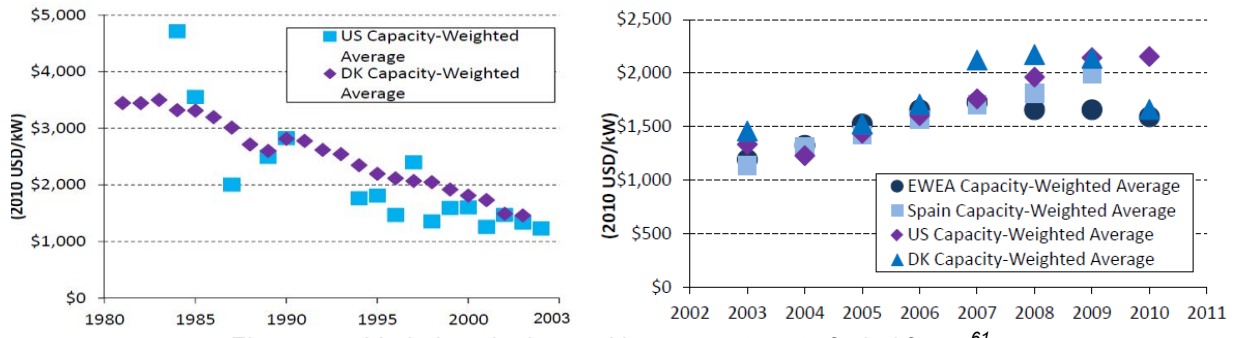 $5,000
$4,000
$3,000
$2,000
$1,000
$0
(2010 USD/kW)
US Capacity-Weighted
Average
DK Capacity-Weighted
Average
1980 1985 1990 1995 2000 2003
$2,500
$2,000
$1,500
$1,000
$500
$0
(2010 USD/kW)
EWEA Capacity-Weighted Average
Spain Capacity-Weighted Average
US Capacity-Weighted Average
DK Capacity-Weighted Average
2002 2003 2004 2005 2006 2007 2008 2009 2010 2011
61